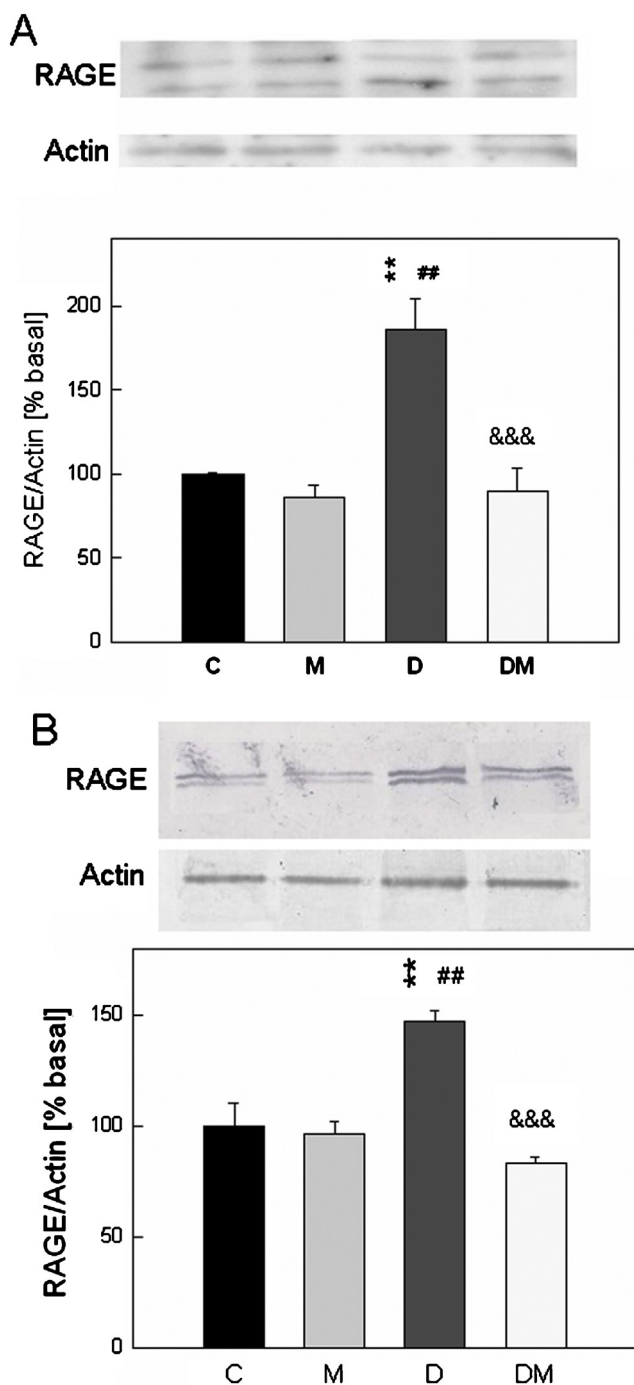 A
RAGE
Actin
RAGE/Actin [% basal]
200
150
100
50
0
** ##
&&&
C M D DM
B
RAGE
Actin
RAGE/Actin [% basal]
150
100
50
0
** ##
&&&
C M D DM